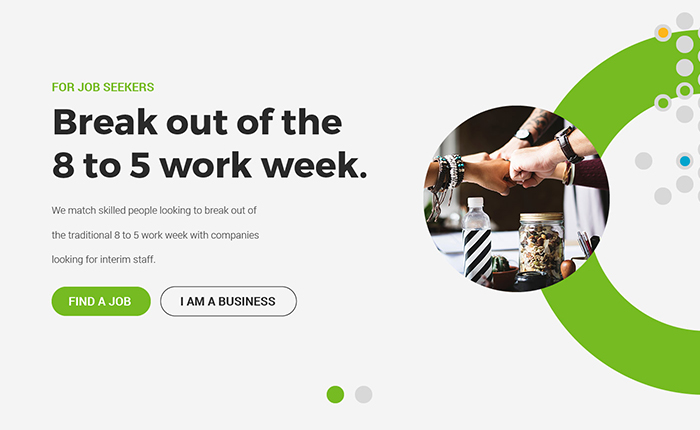 FOR JOB SEEKERS
Break out of the
8 to 5 work week.
We match skilled people looking to break out of
the traditional 8 to 5 work week with companies
looking for interim staff.
FIND A JOB
I AM A BUSINESS